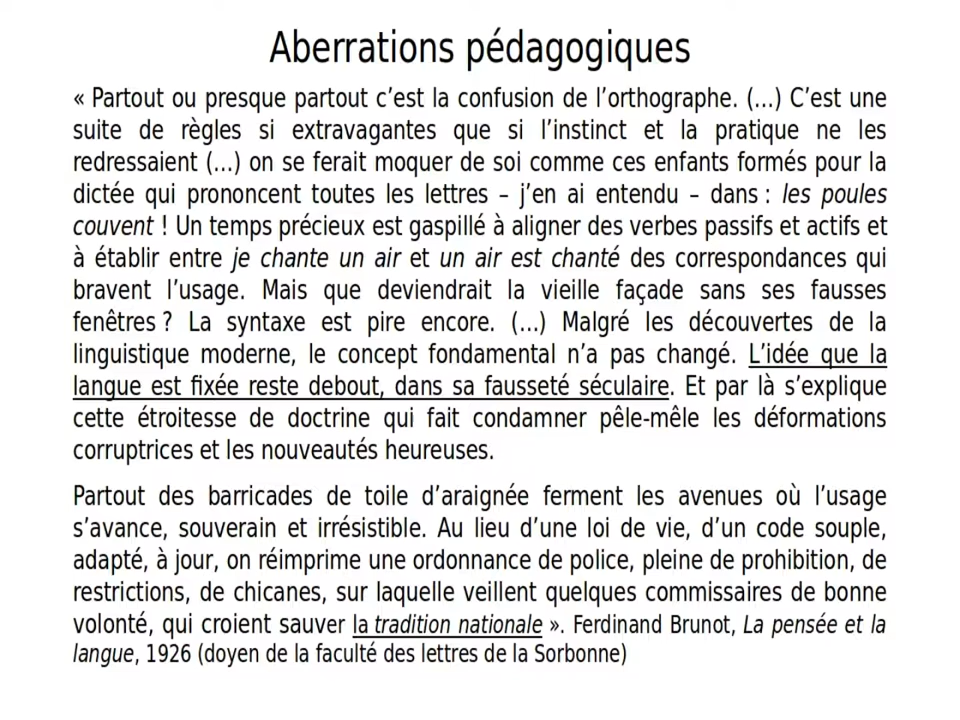 Aberrations pédagogiques
« Partout ou presque partout c’est la confusion de l’orthographe. (…) C’est une
suite de règles si extravagantes que si l’instinct et la pratique ne les
redressaient (…) on se ferait moquer de soi comme ces enfants formés pour la
dictée qui prononcent toutes les lettres – j’en ai entendu – dans : les poules
couvent ! Un temps précieux est gaspillé à aligner des verbes passifs et actifs et
à établir entre je chante un air et un air est chanté des correspondances qui
bravent l’usage. Mais que deviendrait la vieille façade sans ses fausses
fenêtres ? La syntaxe est pire encore. (…) Malgré les découvertes de la
linguistique moderne, le concept fondamental n’a pas changé. L’idée que la
langue est fixée reste debout, dans sa fausseté séculaire. Et par là s’explique
cette étroitesse de doctrine qui fait condamner pêle-mêle les déformations
corruptrices et les nouveautés heureuses.
Partout des barricades de toile d’araignée ferment les avenues où l’usage
s’avance, souverain et irrésistible. Au lieu d’une loi de vie, d’un code souple,
adapté, à jour, on réimprime une ordonnance de police, pleine de prohibition, de
restrictions, de chicanes, sur laquelle veillent quelques commissaires de bonne
volonté, qui croient sauver la tradition nationale ». Ferdinand Brunot, La pensée et la
langue, 1926 (doyen de la faculté des lettres de la Sorbonne)